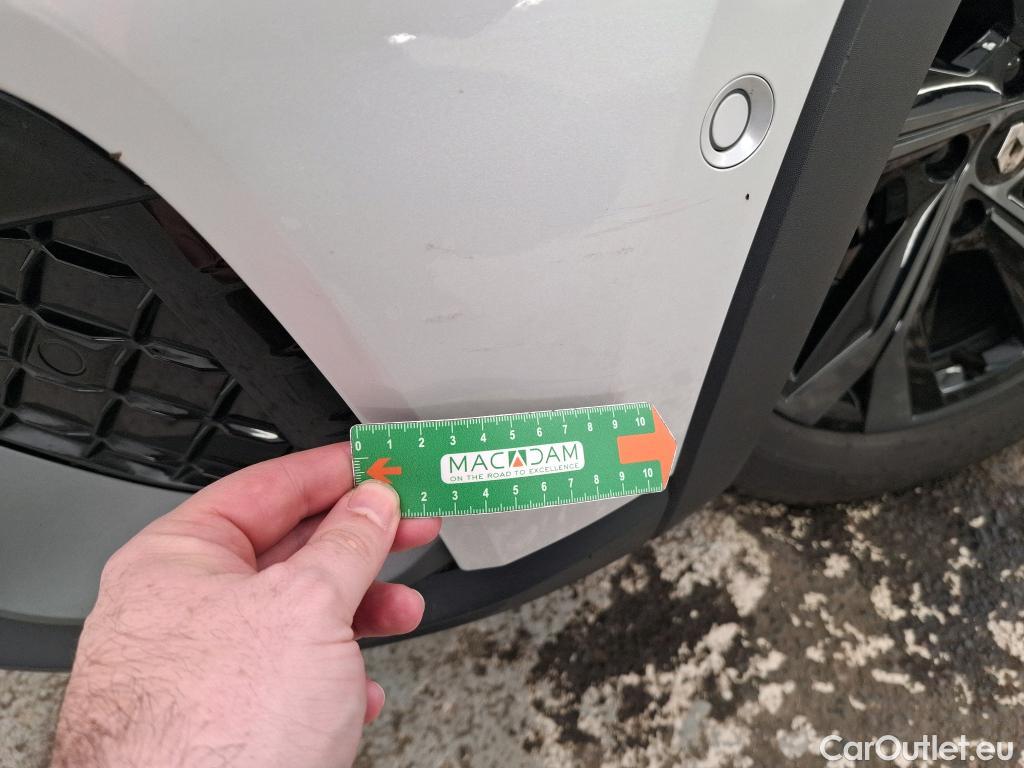 0 1 2 3 4 5 6 7 8 9 10
MACADAM
ON THE ROAD TO EXCELLENCE
2 3 4 5 6 7 8 9 10
CarOutlet.eu